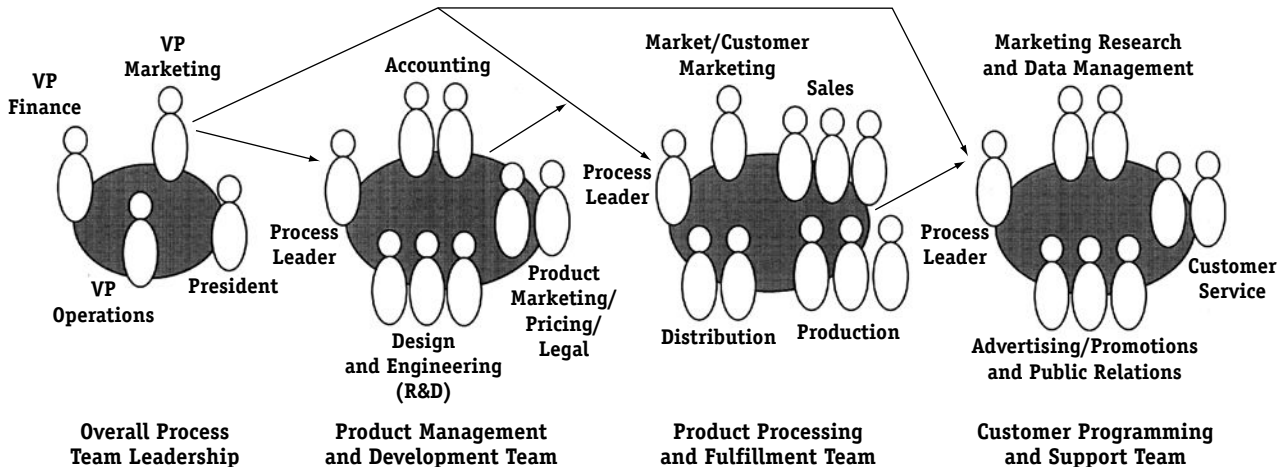 VP
Marketing
VP
Finance
VP
Operations
President
Accounting
Process
Leader
Design
and Engineering
(R&D)
Product
Marketing/
Pricing/
Legal
Market/Customer
Marketing
Sales
Process
Leader
Distribution
Production
Marketing Research
and Data Management
Process
Leader
Customer
Service
Advertising/Promotions
and Public Relations
Overall Process
Team Leadership
Product Management
and Development Team
Product Processing
and Fulfillment Team
Customer Programming
and Support Team